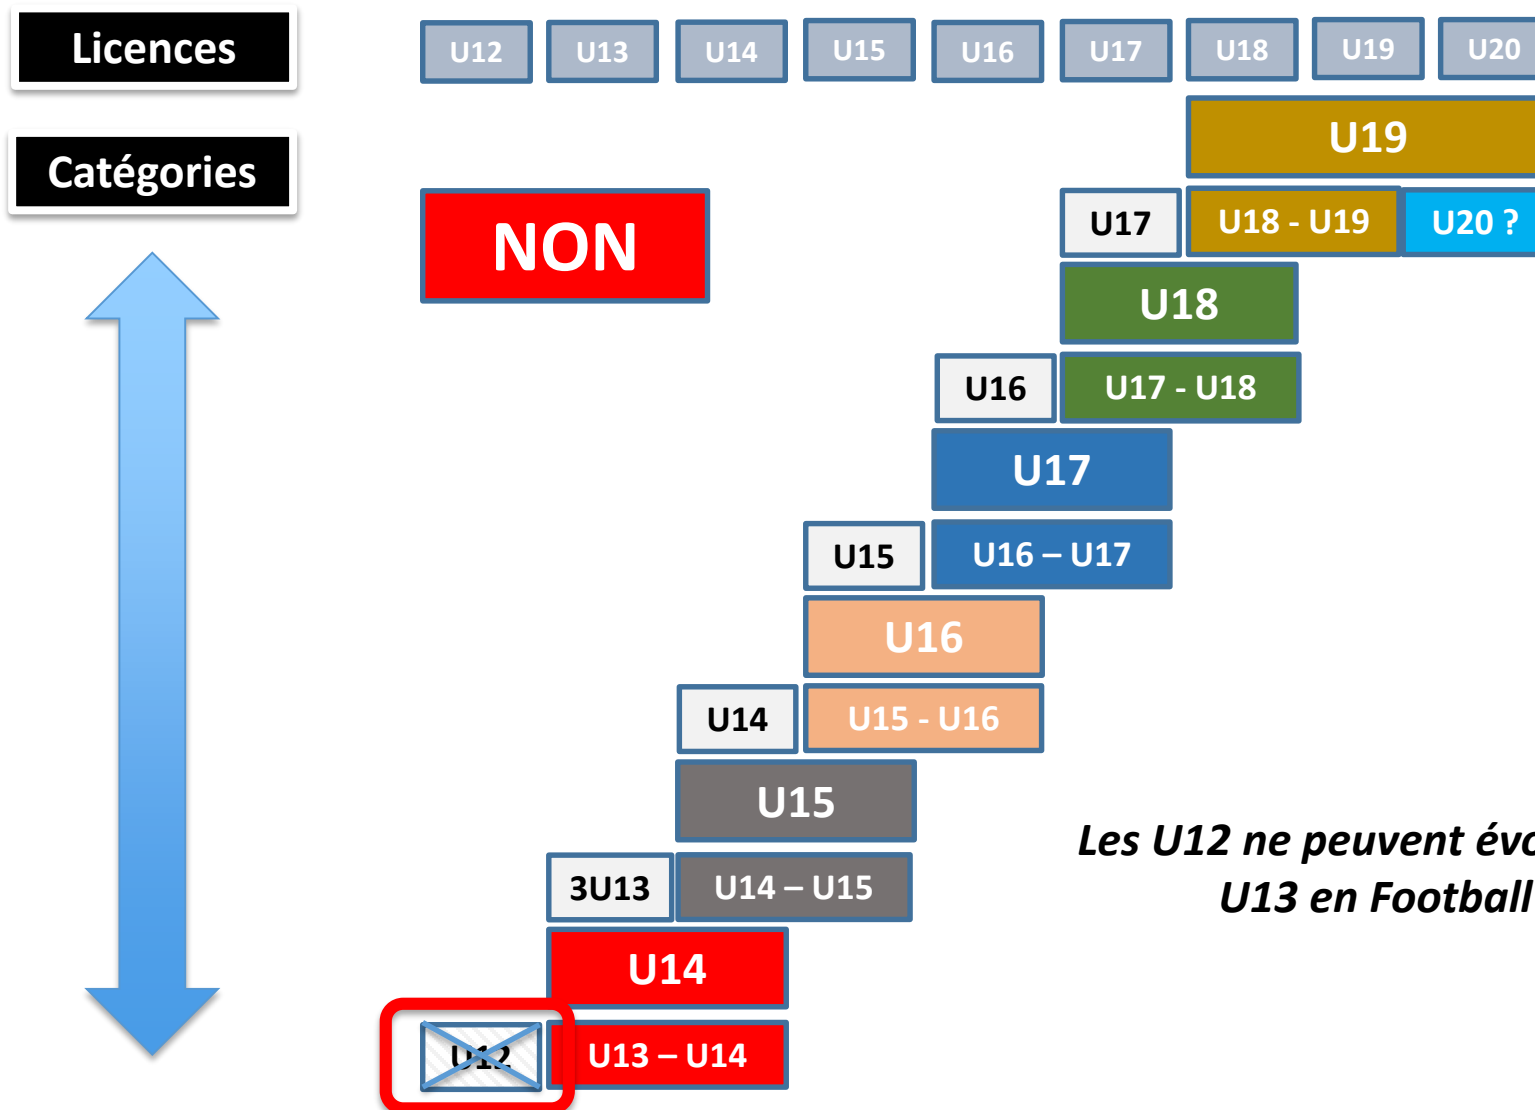 Licences
U12 U13 U14 U15 U16 U17 U18 U19 U20
U19
Catégories
NON
U17 U18 - U19 U20 ?
U18
U16 U17 - U18
U17
U15 U16 – U17
U16
U14 U15 - U16
U15
Les U12 ne peuvent
3U13 U14 – U15
U13 en Football
U14
U12 U13 – U14